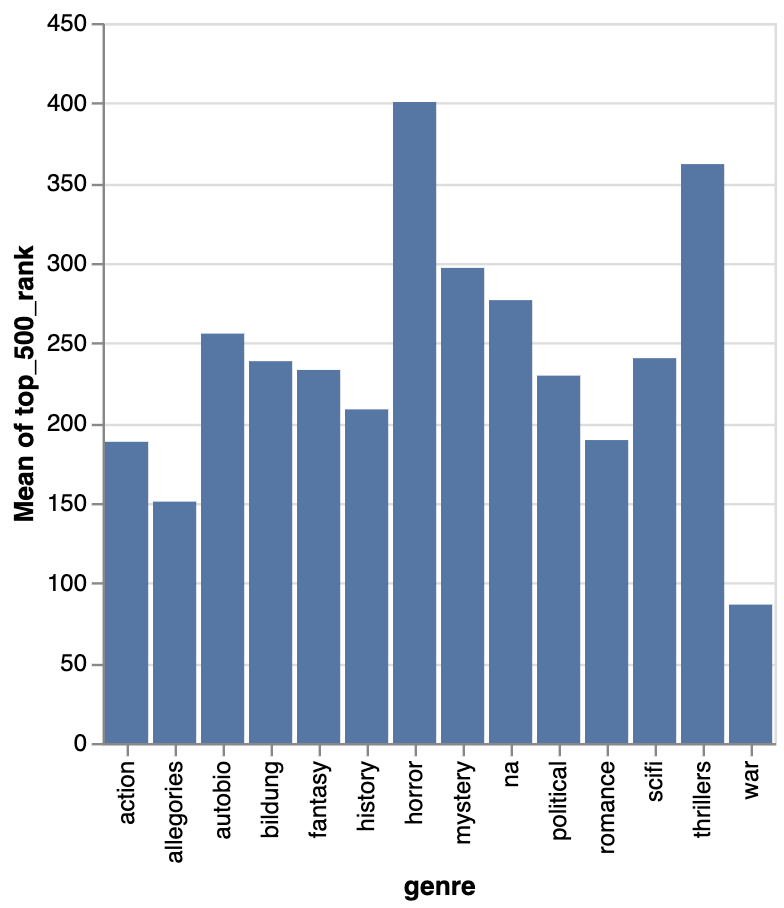 450
400
350
300
250
200
150
100
50
0
Mean of top_500_rank
action
allegories
autobio
bildung
fantasy
history
horror
mystery
na
political
romance
scifi
thrillers
war
genre